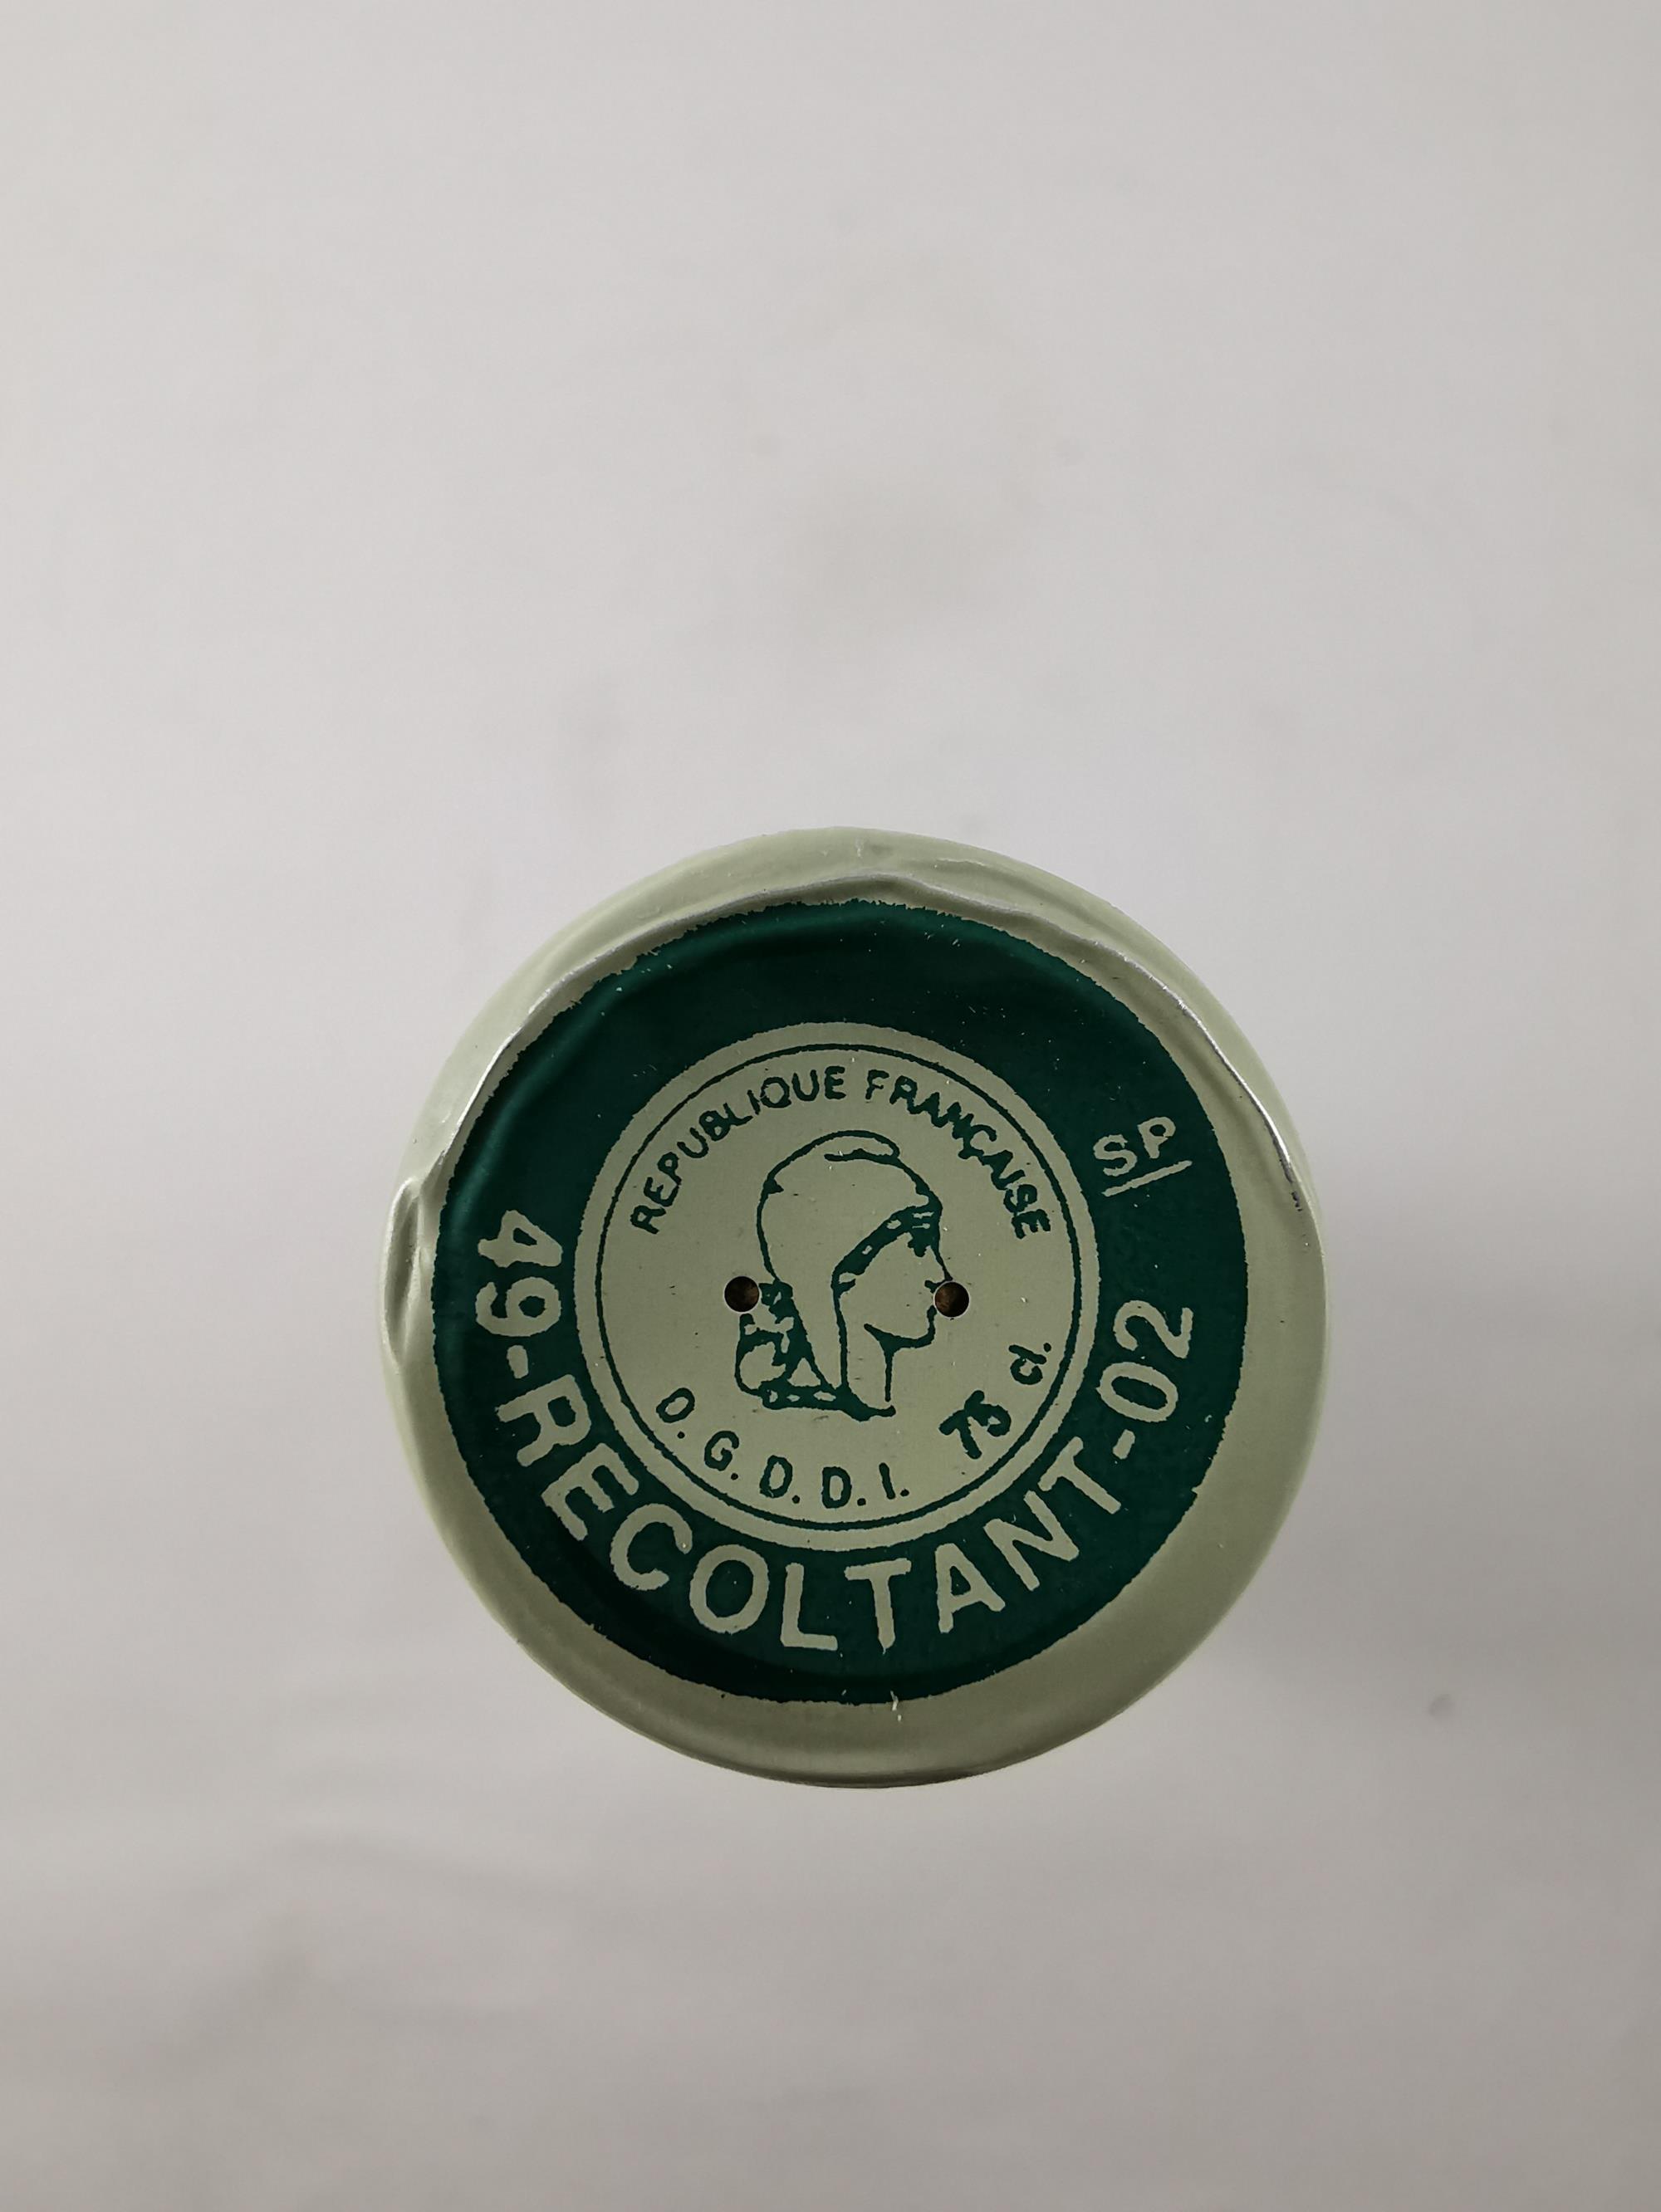 REPUBLIQUE FRANÇAISE
D.G.D.D.I. 75 cl.
49-RECOLTANT-02
SP